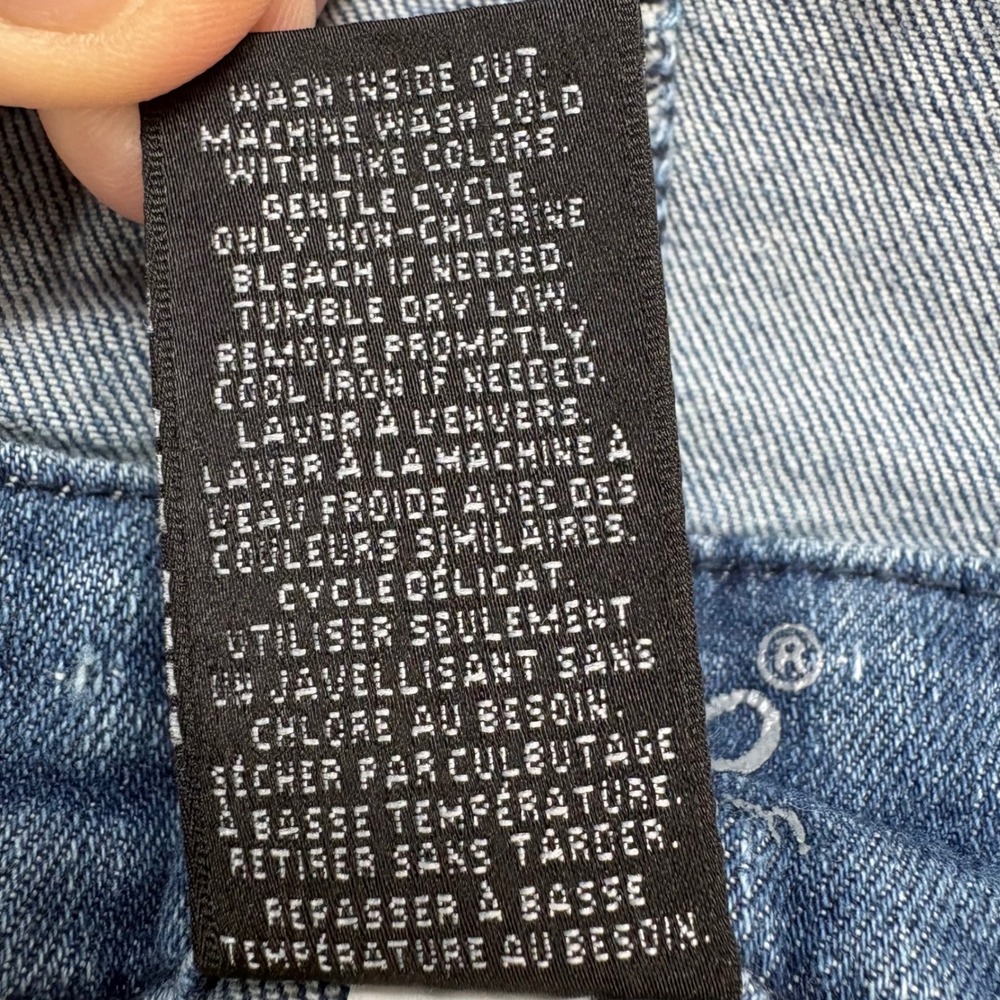 WASH INSIDE OUT.
MACHINE WASH COLD
WITH LIKE COLORS.
GENTLE CYCLE.
ONLY NON-CHLORINE
BLEACH IF NEEDED.
TUMBLE DRY LOW.
REMOVE PROMPTLY.
COOL IRON IF NEEDED.
LAVER À L'ENVERS.
LAVER À LA MACHINE À
L'EAU FROIDE AVEC DES
COULEURS SIMILAIRES.
CYCLE DÉLICAT.
UTILISER SEULEMENT
UN JAVELLISANT SANS
CHLORE AU BESOIN.
SÉCHER PAR CULBUTAGE
À BASSE TEMPÉRATURE.
RETIRER SANS TARDER.
REPASSER À BASSE
TEMPÉRATURE AU BESOIN.
®